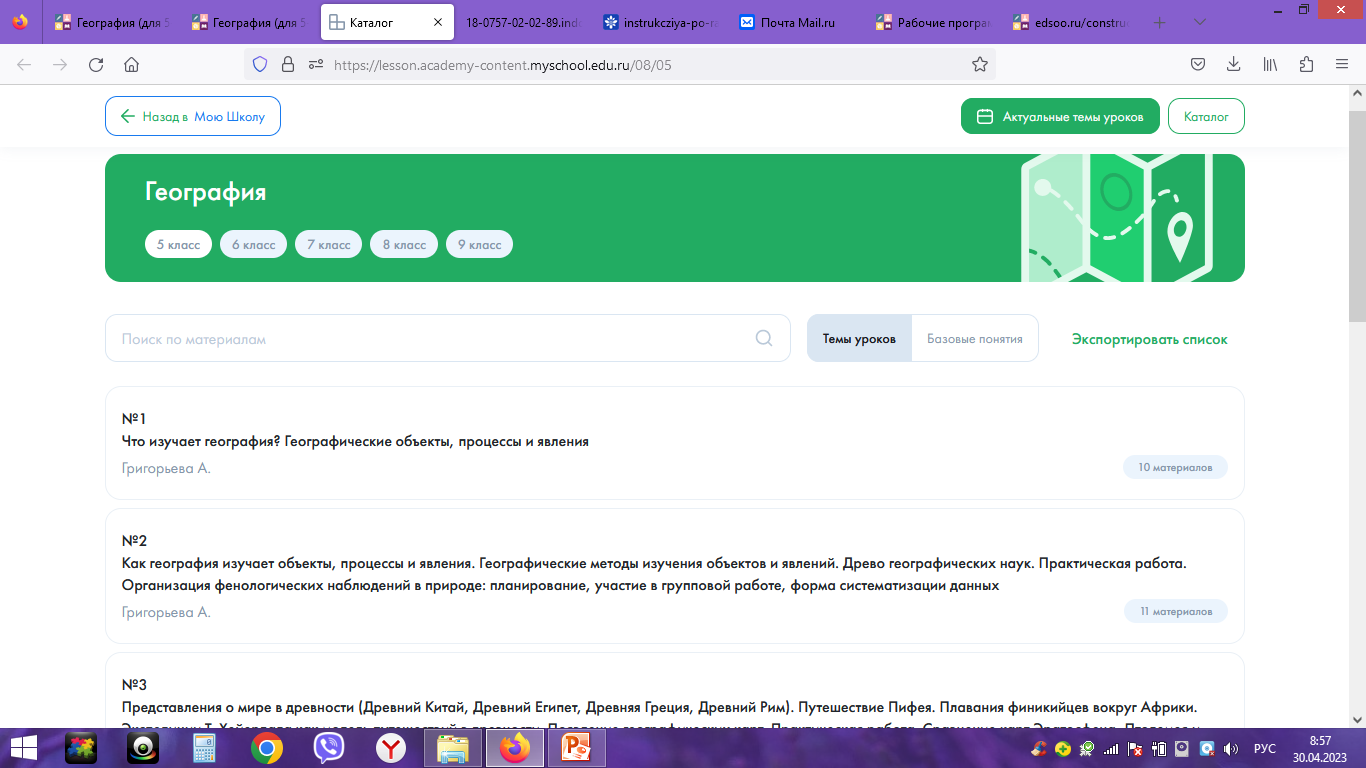 География (для 5
География (для 5
Каталог
18-0757-02-02-89.indd
instrukcziya-po-ra
Почта Mail.ru
Рабочие програм
edsoo.ru/constru
https://lesson.academy-content.myschool.edu.ru/08/05
Назад в Мою Школу
Актуальные темы уроков
Каталог
География
5 класс
6 класс
7 класс
8 класс
9 класс
Поиск по материалам
Темы уроков
Базовые понятия
Экспортировать список
№1
Что изучает география? Географические объекты, процессы и явления
Григорьева А.
10 материалов
№2
Как география изучает объекты, процессы и явления. Географические методы изучения объектов и явлений. Древо географических наук. Практическая работа.
Организация фенологических наблюдений в природе: планирование, участие в групповой работе, форма систематизации данных
Григорьева А.
11 материалов
№3
Представления о мире в древности (Древний Китай, Древний Египет, Древняя Греция, Древний Рим). Путешествие Пифея. Плавания финикийцев вокруг Африки.
РУС
8:57
30.04.2023